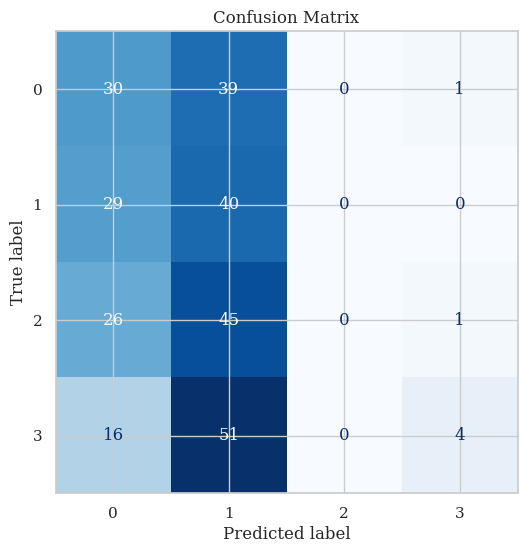 Confusion Matrix
True label
0 30 39 0 1
1 29 40 0 0
2 26 45 0 1
3 16 51 0 4
0 1 2 3
Predicted label